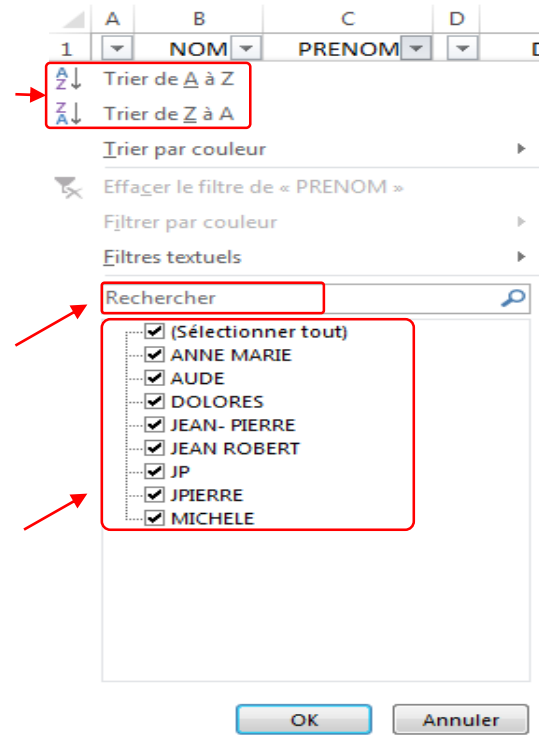 A B C D
1 NOM PRENOM
Trier de A à Z
Trier de Z à A
Trier par couleur
Effacer le filtre de « PRENOM »
Filtrer par couleur
Filtres textuels
Rechercher
(Sélectionner tout)
ANNE MARIE
AUDE
DOLORES
JEAN- PIERRE
JEAN ROBERT
JP
JPIERRE
MICHELE
OK Annuler